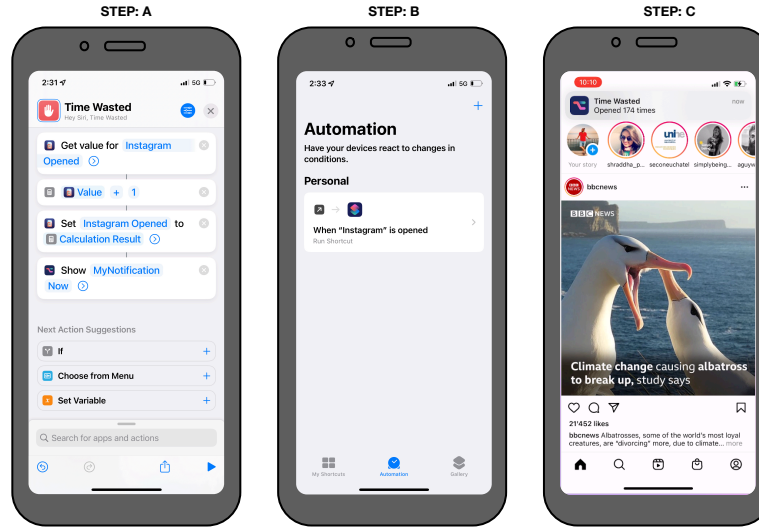 STEP: A
2:31
5G
Time Wasted
Hey Siri, Time Wasted
Get value for Instagram
Opened
Value + 1
Set Instagram Opened to
Calculation Result
Show MyNotification
Now
Next Action Suggestions
If
Choose from Menu
Set Variable
Search for apps and actions
STEP: B
2:33
5G
Automation
Have your devices react to changes in
conditions.
Personal
When “Instagram” is opened
Run Shortcut
My Shortcuts
Automation
Gallery
STEP: C
10:10
Time Wasted
now
Opened 174 times
uni
Your story
shraddha_p...
seconeuchatel
simplybeing...
aguyw
BBC NEWS
bbcnews
BBC NEWS
Climate change causing albatross
to break up, study says
21'452 likes
bbcnews Albatrosses, some of the world's most loyal
creatures, are “divorcing” more, due to climate... more